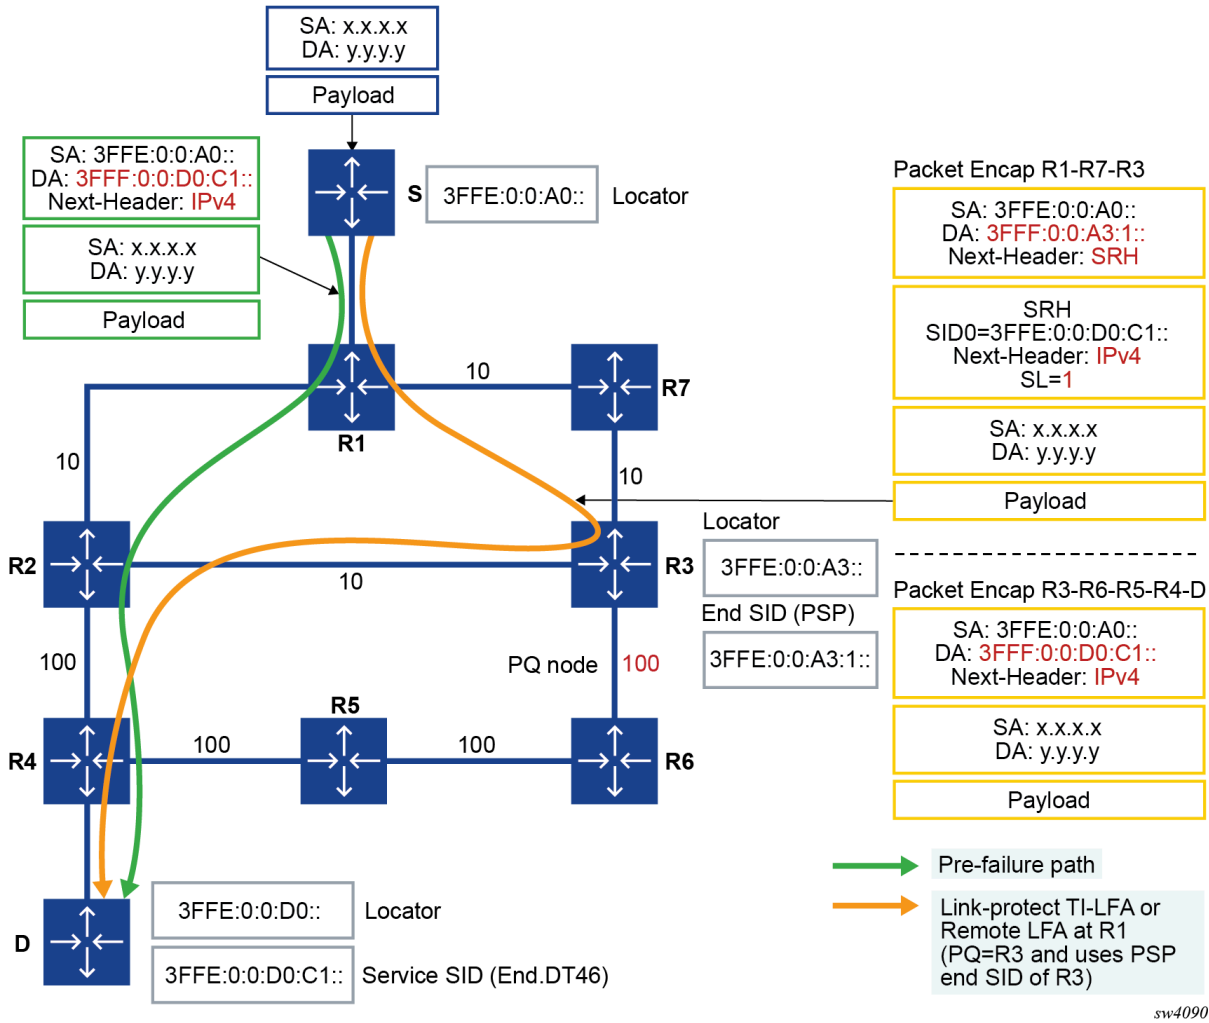 SA: x.x.x.x
DA: y.y.y.y
Payload
SA: 3FFE:0:0:A0::
DA: 3FFF:0:0:D0:C1::
Next-Header: IPv4
SA: x.x.x.x
DA: y.y.y.y
Payload
S
3FFE:0:0:A0::
Locator
Packet Encap R1-R7-R3
SA: 3FFE:0:0:A0::
DA: 3FFF:0:0:A3:1::
Next-Header: SRH
SRH
SID0=3FFE:0:0:D0:C1::
Next-Header: IPv4
SL=1
SA: x.x.x.x
DA: y.y.y.y
Payload
10
R7
R1
10
10
Locator
R2
10
R3
3FFE:0:0:A3::
End SID (PSP)
3FFE:0:0:A3:1::
100
PQ node
100
Packet Encap R3-R6-R5-R4-D
SA: 3FFE:0:0:A0::
DA: 3FFF:0:0:D0:C1::
Next-Header: IPv4
SA: x.x.x.x
DA: y.y.y.y
Payload
R5
R4
100
100
R6
Pre-failure path
Link-protect TI-LFA or
Remote LFA at R1
(PQ=R3 and uses PSP
end SID of R3)
3FFE:0:0:D0::
Locator
D
3FFE:0:0:D0:C1::
Service SID (End.DT46)
sw4090